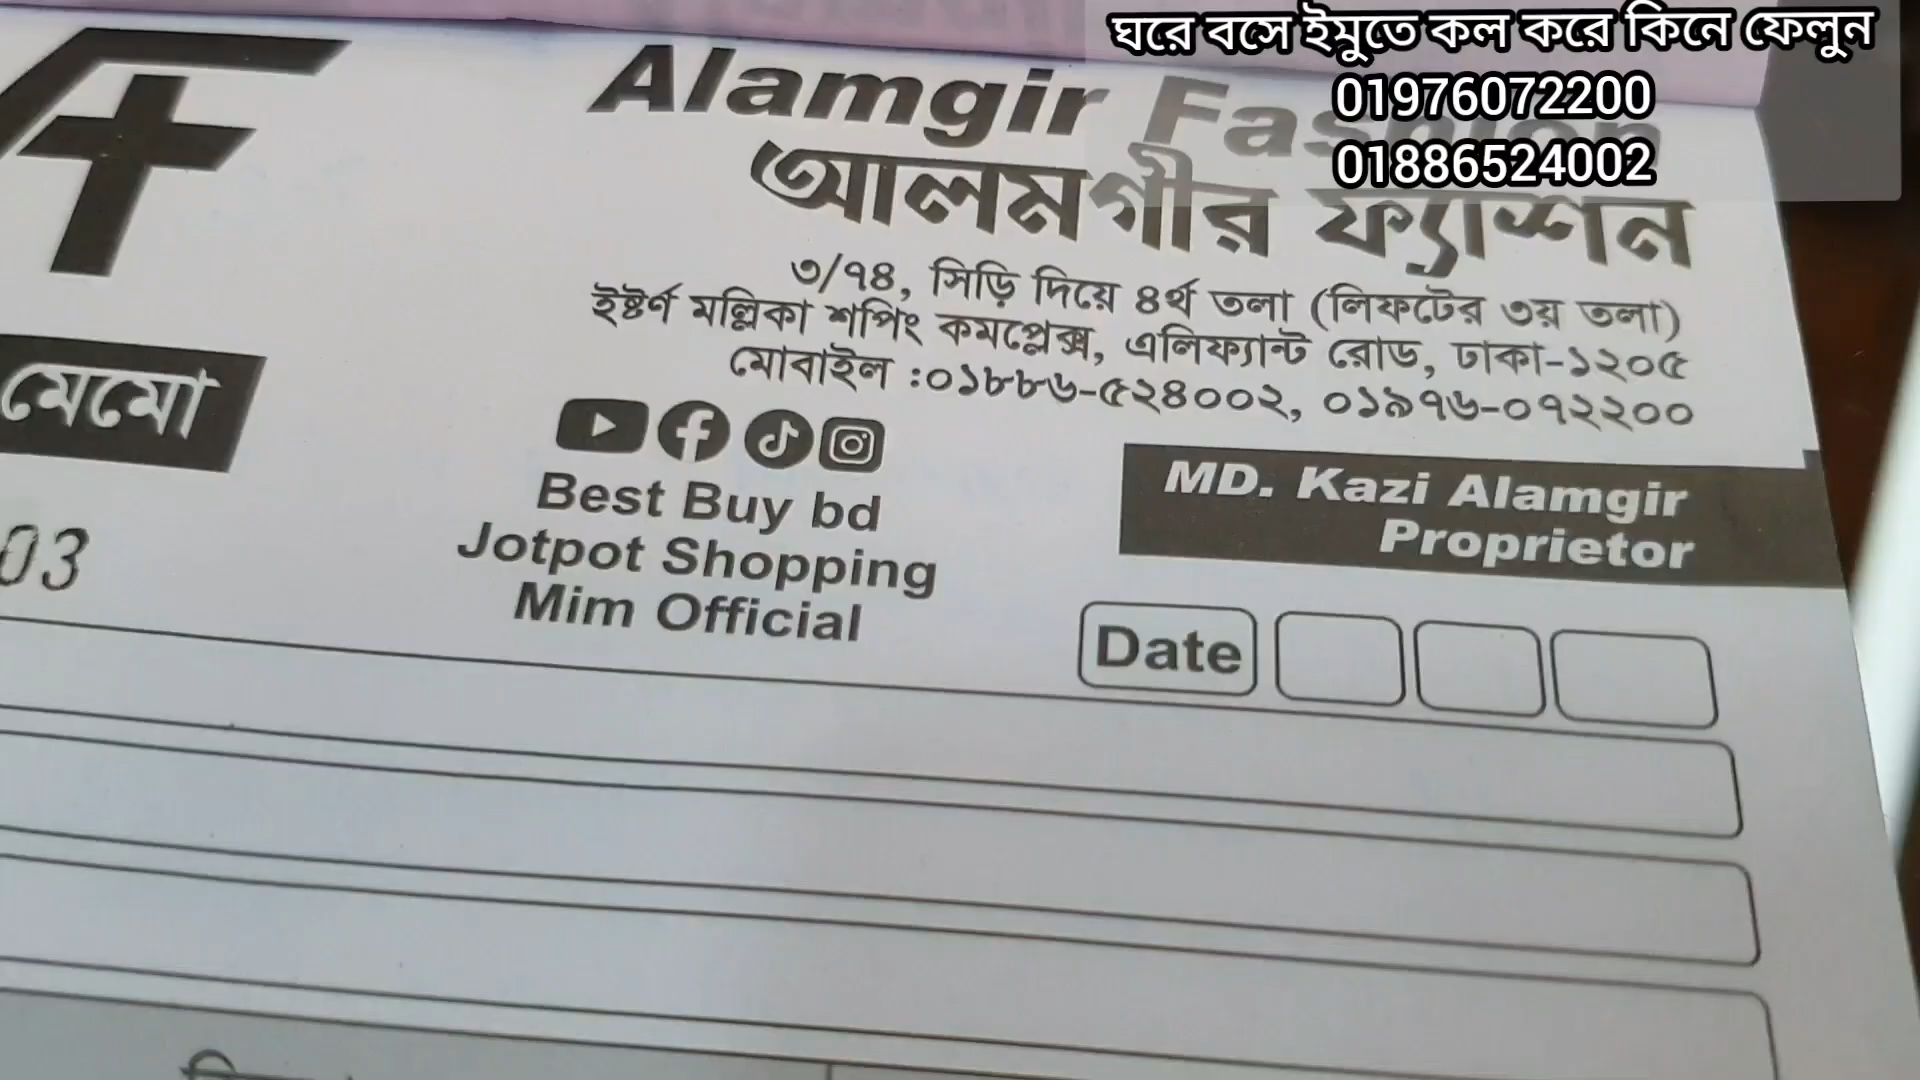 ঘরে বসে ইমুতে কল করে কিনে ফেলুন
01976072200
01886524002
Alamgir Fashion
আলমগীর ফ্যাশন
৩/৭৪, সিড়ি দিয়ে ৪র্থ তলা (লিফটের ৩য় তলা)
ইষ্টর্ণ মল্লিকা শপিং কমপ্লেক্স, এলিফ্যান্ট রোড, ঢাকা-১২০৫
মোবাইল :০১৮৮৬-৫২৪০০২, ০১৯৭৬-০৭২২০০
মেমো
Best Buy bd
Jotpot Shopping
Mim Official
MD. Kazi Alamgir
Proprietor
03
Date